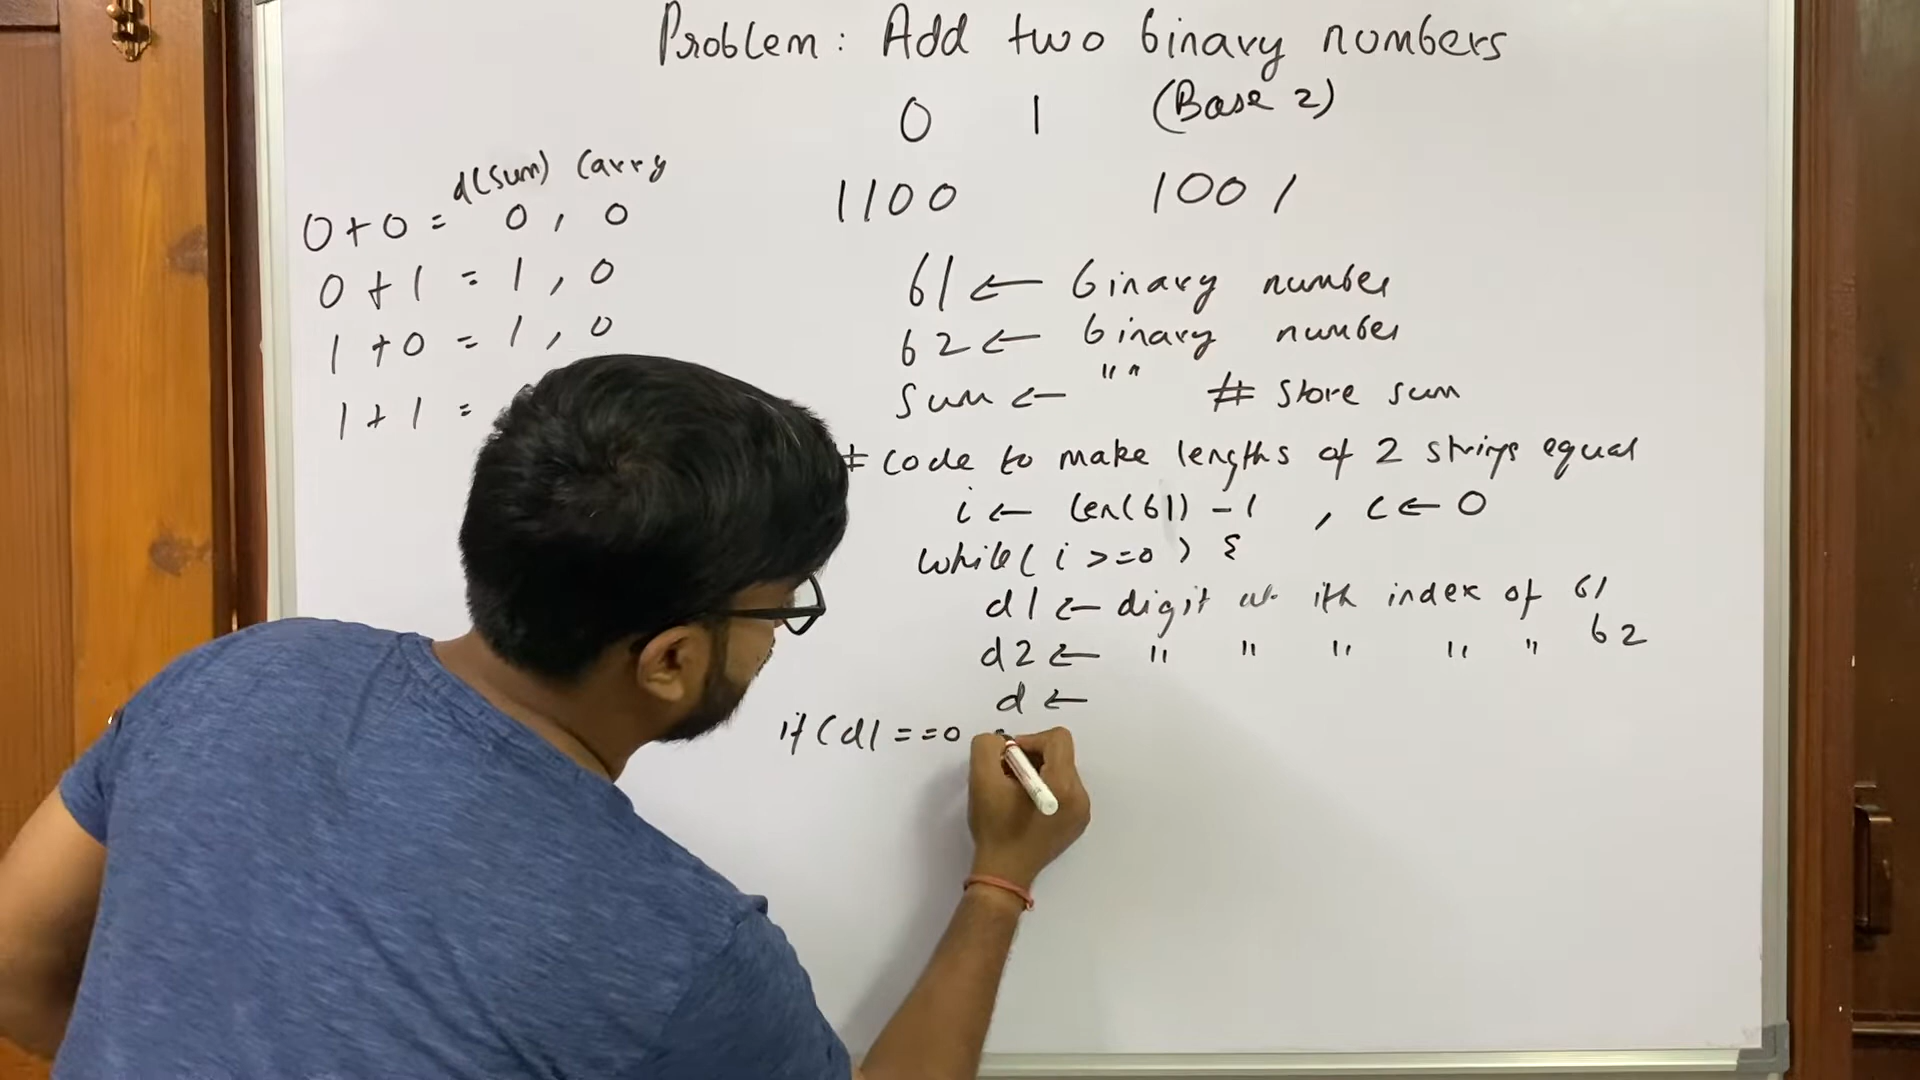 Problem: Add two binary numbers
0 1 (Base 2)
d(sum) Carry
0+0 = 0, 0
0+1 = 1, 0
1+0 = 1, 0
1+1 =
1100 1001
b1 ← binary number
b2 ← binary number
Sum ← "" # store sum
# code to make lengths of 2 strings equal
i ← len(b1) - 1 , c ← 0
while( i >=0 ) {
d1 ← digit at ith index of b1
d2 ← " " " " " b2
d ←
if (d1 ==0